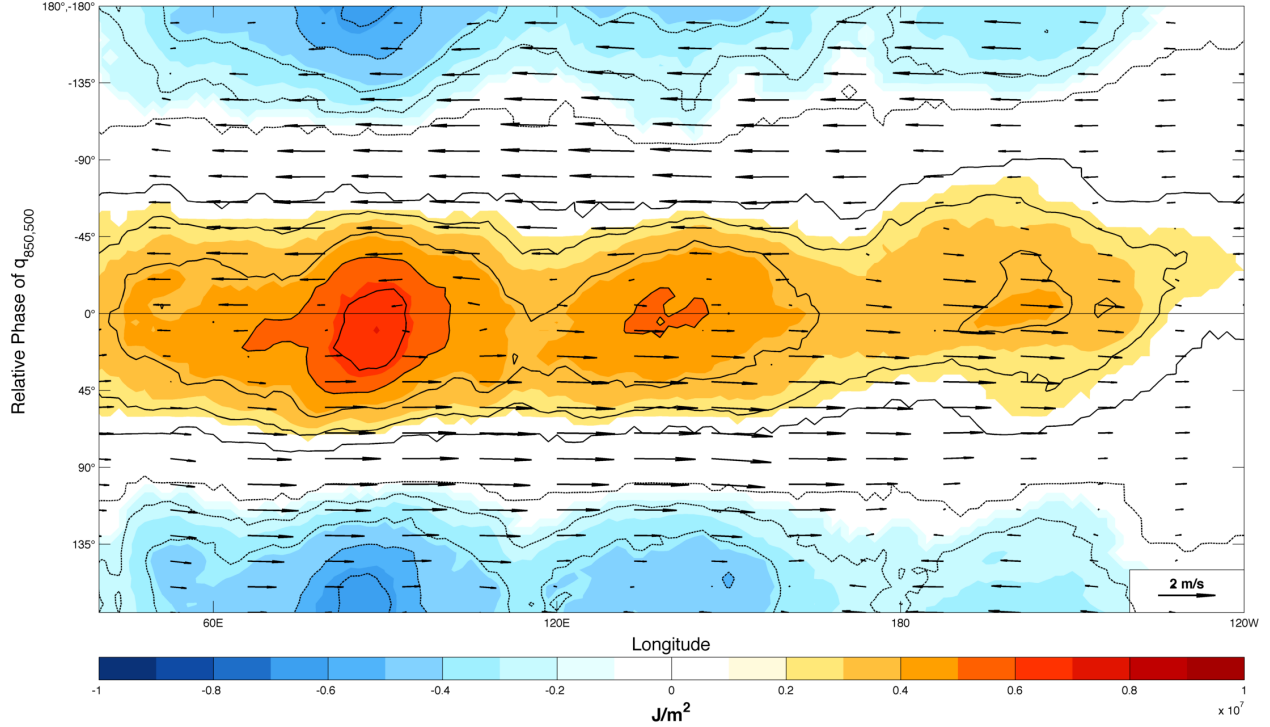 180°,-180°
-135°
-90°
-45°
0°
45°
90°
135°
Relative Phase of q850,500
2 m/s
60E 120E 180 120W
Longitude
-1 -0.8 -0.6 -0.4 -0.2 0 0.2 0.4 0.6 0.8 1
x 10⁷
J/m²